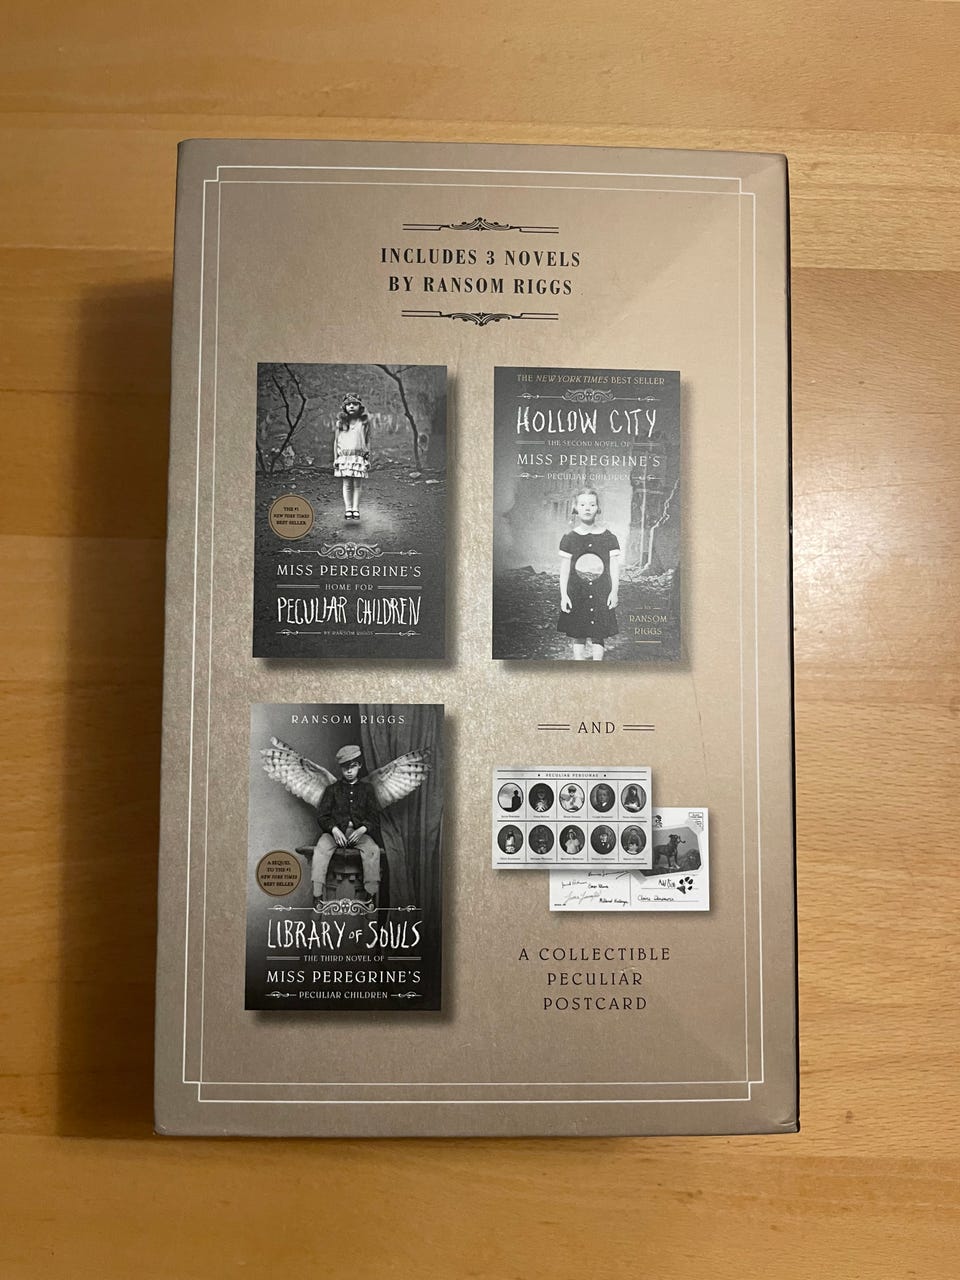 INCLUDES 3 NOVELS
BY RANSOM RIGGS
THE #1
NEW YORK TIMES
BEST SELLER
MISS PEREGRINE'S
HOME FOR
PECULIAR CHILDREN
BY RANSOM RIGGS
THE NEW YORK TIMES BEST SELLER
HOLLOW CITY
THE SECOND NOVEL OF
MISS PEREGRINE'S
PECULIAR CHILDREN
BY
RANSOM
RIGGS
RANSOM RIGGS
A SEQUEL
TO THE #1
NEW YORK TIMES
BEST SELLER
LIBRARY OF SOULS
THE THIRD NOVEL OF
MISS PEREGRINE'S
PECULIAR CHILDREN
AND
PECULIAR PERSONAE
A COLLECTIBLE
PECULIAR
POSTCARD